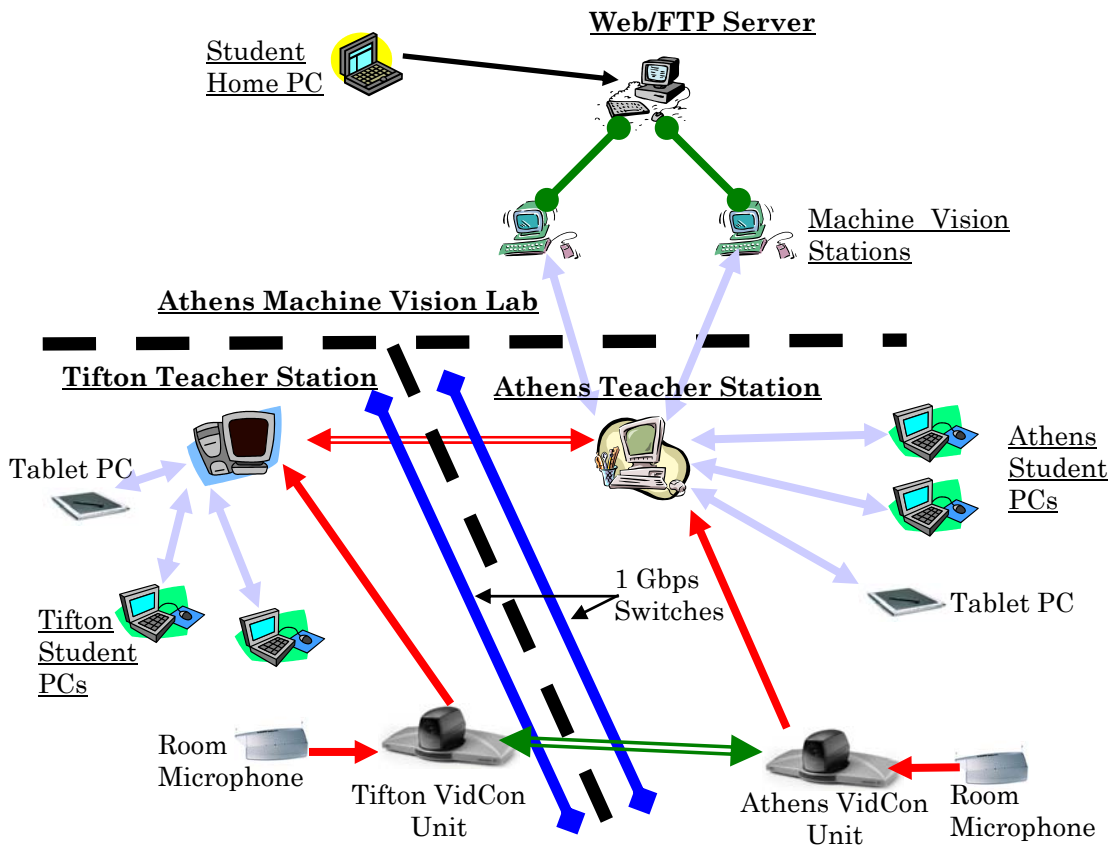 Web/FTP Server
Student
Home PC
Machine Vision
Stations
Athens Machine Vision Lab
Tifton Teacher Station
Athens Teacher Station
Tablet PC
Athens
Student
PCs
1 Gbps
Switches
Tablet PC
Tifton
Student
PCs
Room
Microphone
Tifton VidCon
Unit
Athens VidCon
Unit
Room
Microphone